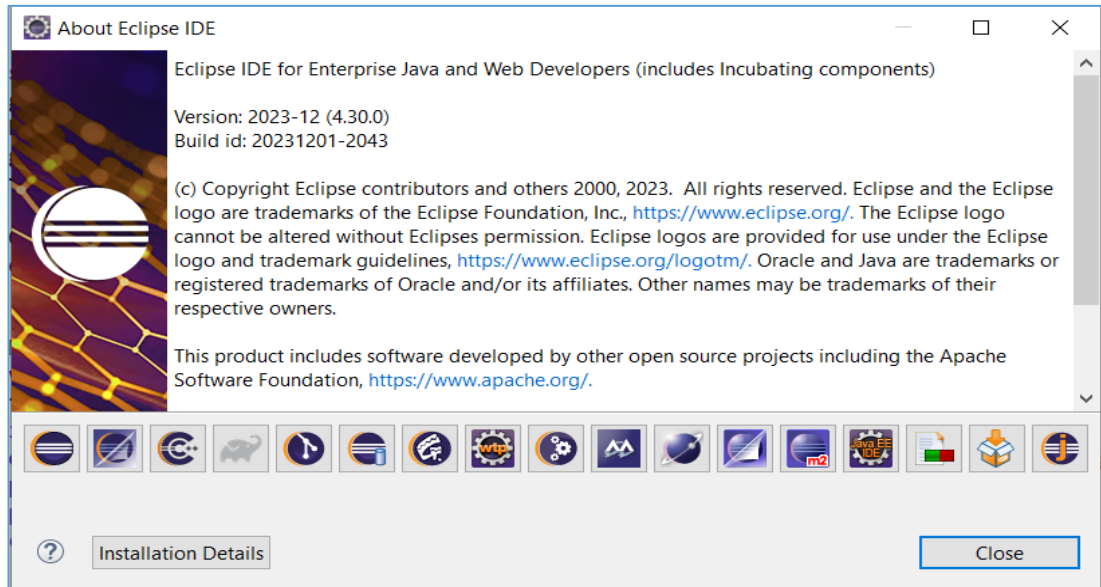 About Eclipse IDE
Eclipse IDE for Enterprise Java and Web Developers (includes Incubating components)
Version: 2023-12 (4.30.0)
Build id: 20231201-2043
(c) Copyright Eclipse contributors and others 2000, 2023.  All rights reserved. Eclipse and the Eclipse
logo are trademarks of the Eclipse Foundation, Inc., https://www.eclipse.org/. The Eclipse logo
cannot be altered without Eclipses permission. Eclipse logos are provided for use under the Eclipse
logo and trademark guidelines, https://www.eclipse.org/logotm/. Oracle and Java are trademarks or
registered trademarks of Oracle and/or its affiliates. Other names may be trademarks of their
respective owners.
This product includes software developed by other open source projects including the Apache
Software Foundation, https://www.apache.org/.
wtp
m2
Java EE
IDE
j
?
Installation Details
Close